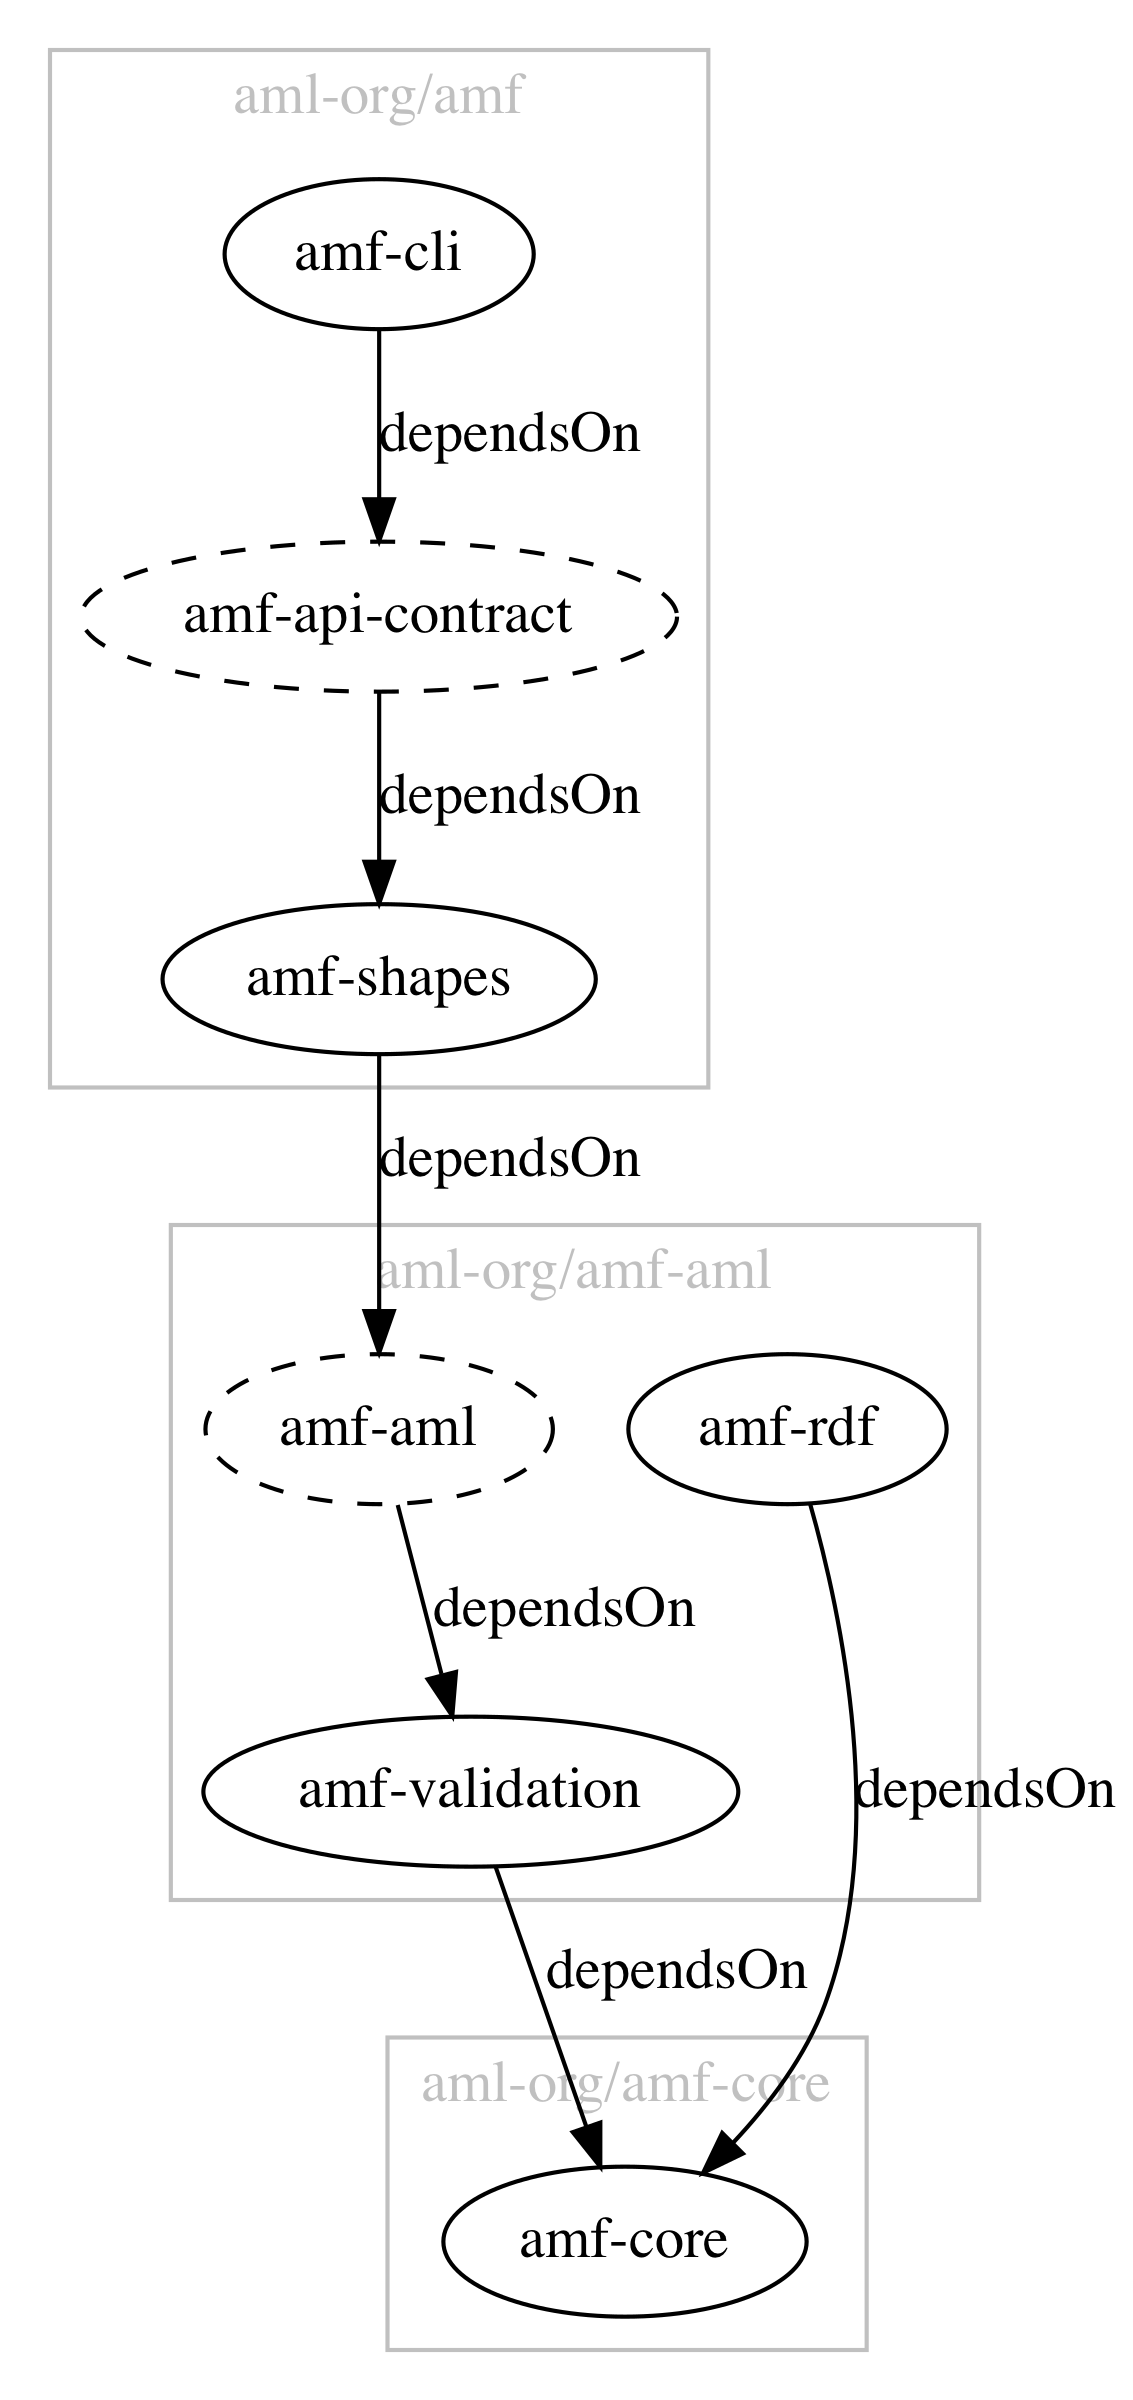 aml-org/amf
amf-cli
dependsOn
amf-api-contract
dependsOn
amf-shapes
dependsOn
aml-org/amf-aml
amf-aml
amf-rdf
dependsOn
amf-validation
dependsOn
dependsOn
aml-org/amf-core
amf-core